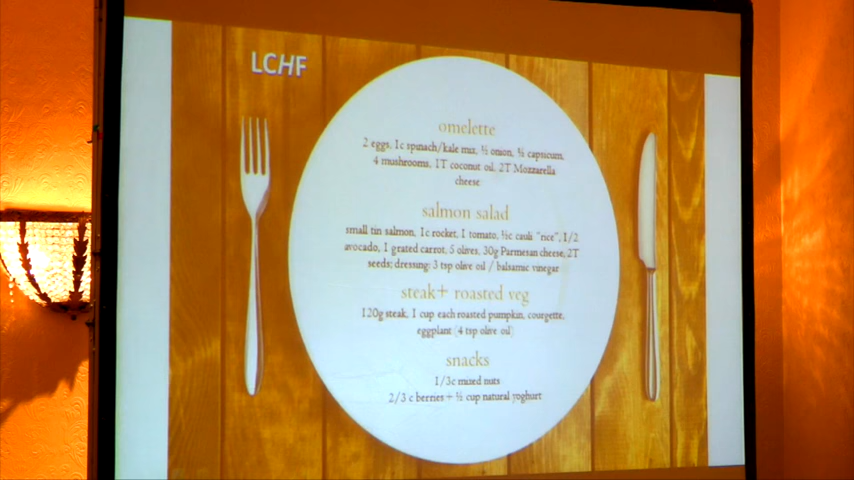 LCHF
omelette
2 eggs, 1c spinach/kale mix, ½ onion, ½ capsicum,
4 mushrooms, 1T coconut oil, 2T Mozzarella
cheese
salmon salad
small tin salmon, 1c rocket, 1 tomato, ½c cauli "rice", 1/2
avocado, 1 grated carrot, 5 olives, 30g Parmesan cheese, 2T
seeds; dressing: 3 tsp olive oil / balsamic vinegar
steak+ roasted veg
120g steak, 1 cup each roasted pumpkin, courgette,
eggplant (4 tsp olive oil)
snacks
1/3c mixed nuts
2/3 c berries + ½ cup natural yoghurt